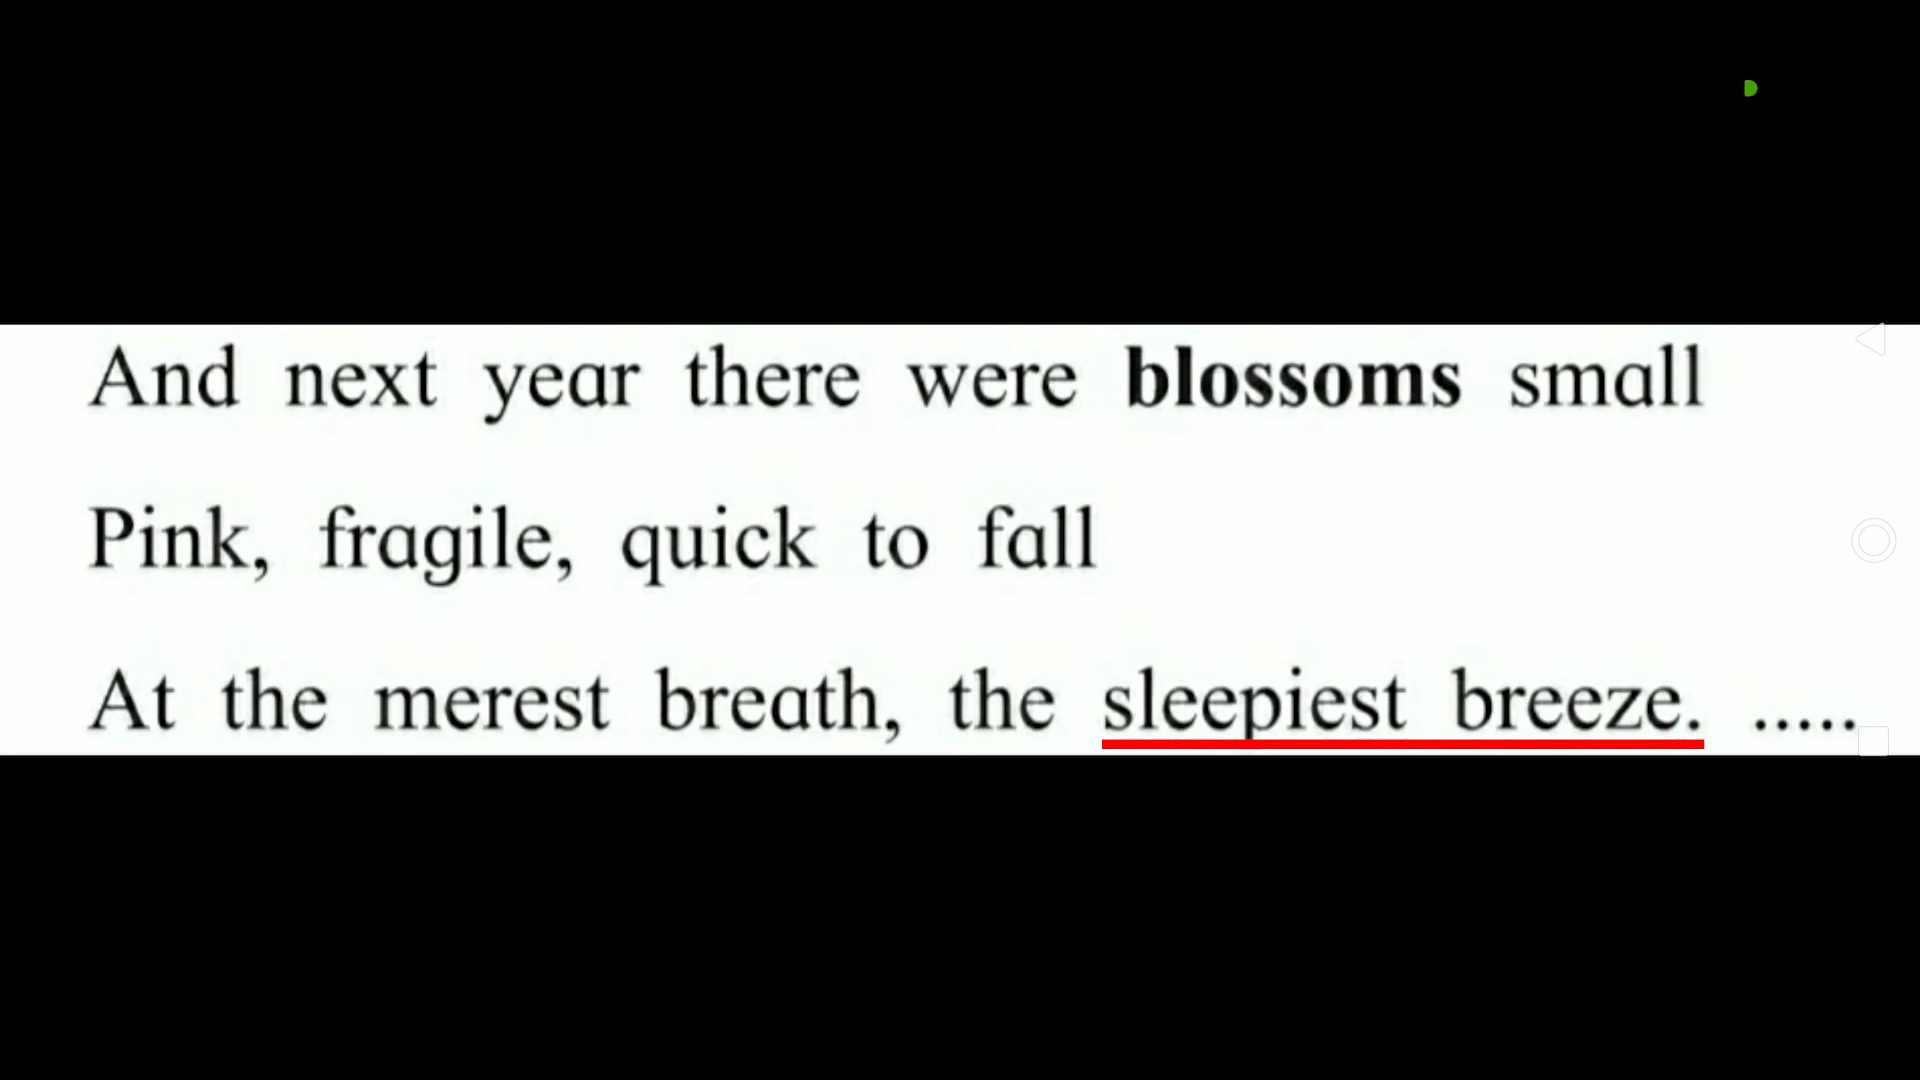 And next year there were blossoms small
Pink, fragile, quick to fall
At the merest breath, the sleepiest breeze. .....